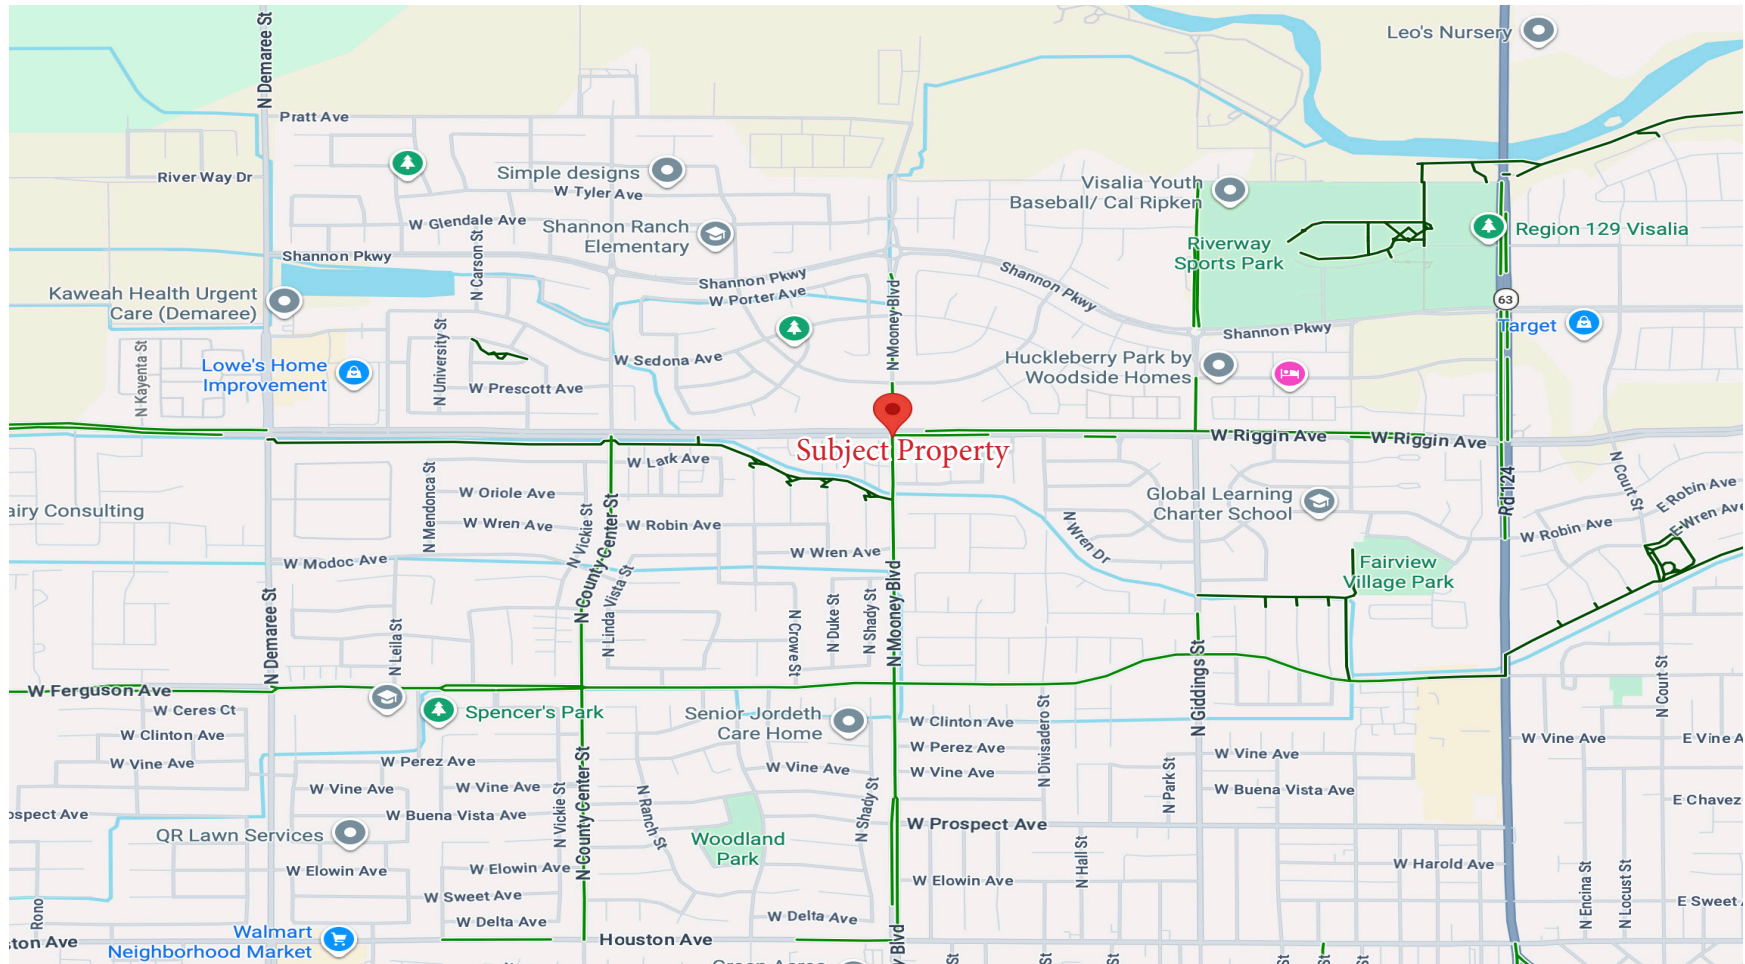 N Demaree St
Leo's Nursery
Pratt Ave
River Way Dr
Simple designs
W Tyler Ave
Visalia Youth
Baseball/ Cal Ripken
W Glendale Ave
Shannon Ranch
Elementary
Region 129 Visalia
Riverway
Sports Park
Shannon Pkwy
N Carson St
Shannon Pkwy
Shannon Pkwy
W Porter Ave
Kaweah Health Urgent
Care (Demaree)
N Mooney Blvd
63
Target
Shannon Pkwy
N University St
N Kayenta St
W Sedona Ave
Huckleberry Park by
Woodside Homes
Lowe's Home
Improvement
W Prescott Ave
Subject Property
W Riggin Ave
W Riggin Ave
W Lark Ave
N Mendonca St
W Oriole Ave
Rd 124
N Court St
E Robin Ave
Global Learning
Charter School
airy Consulting
W Wren Ave
N Vickie St
N County Center St
W Robin Ave
N Wren Dr
W Robin Ave
E Wren Ave
W Wren Ave
W Modoc Ave
Fairview
Village Park
N Linda Vista St
N Mooney Blvd
N Demaree St
N Leila St
N Crowe St
N Duke St
N Shady St
N Giddings St
W Ferguson Ave
N Court St
W Ceres Ct
Spencer's Park
Senior Jordeth
Care Home
W Clinton Ave
N Divisadero St
W Clinton Ave
W Perez Ave
W Vine Ave
E Vine A
W Vine Ave
W Perez Ave
W Vine Ave
W Vine Ave
W Vine Ave
N Park St
W Vine Ave
W Vine Ave
W Buena Vista Ave
N Ranch St
N Shady St
N County Center St
N Vickie St
W Buena Vista Ave
E Chavez
ospect Ave
W Prospect Ave
QR Lawn Services
Woodland
Park
N Hall St
W Harold Ave
W Elowin Ave
W Elowin Ave
W Elowin Ave
N Encina St
N Locust St
W Sweet Ave
E Sweet
Rono
W Delta Ave
W Delta Ave
Walmart
Neighborhood Market
ston Ave
Houston Ave
y Blvd
St
St
St
St